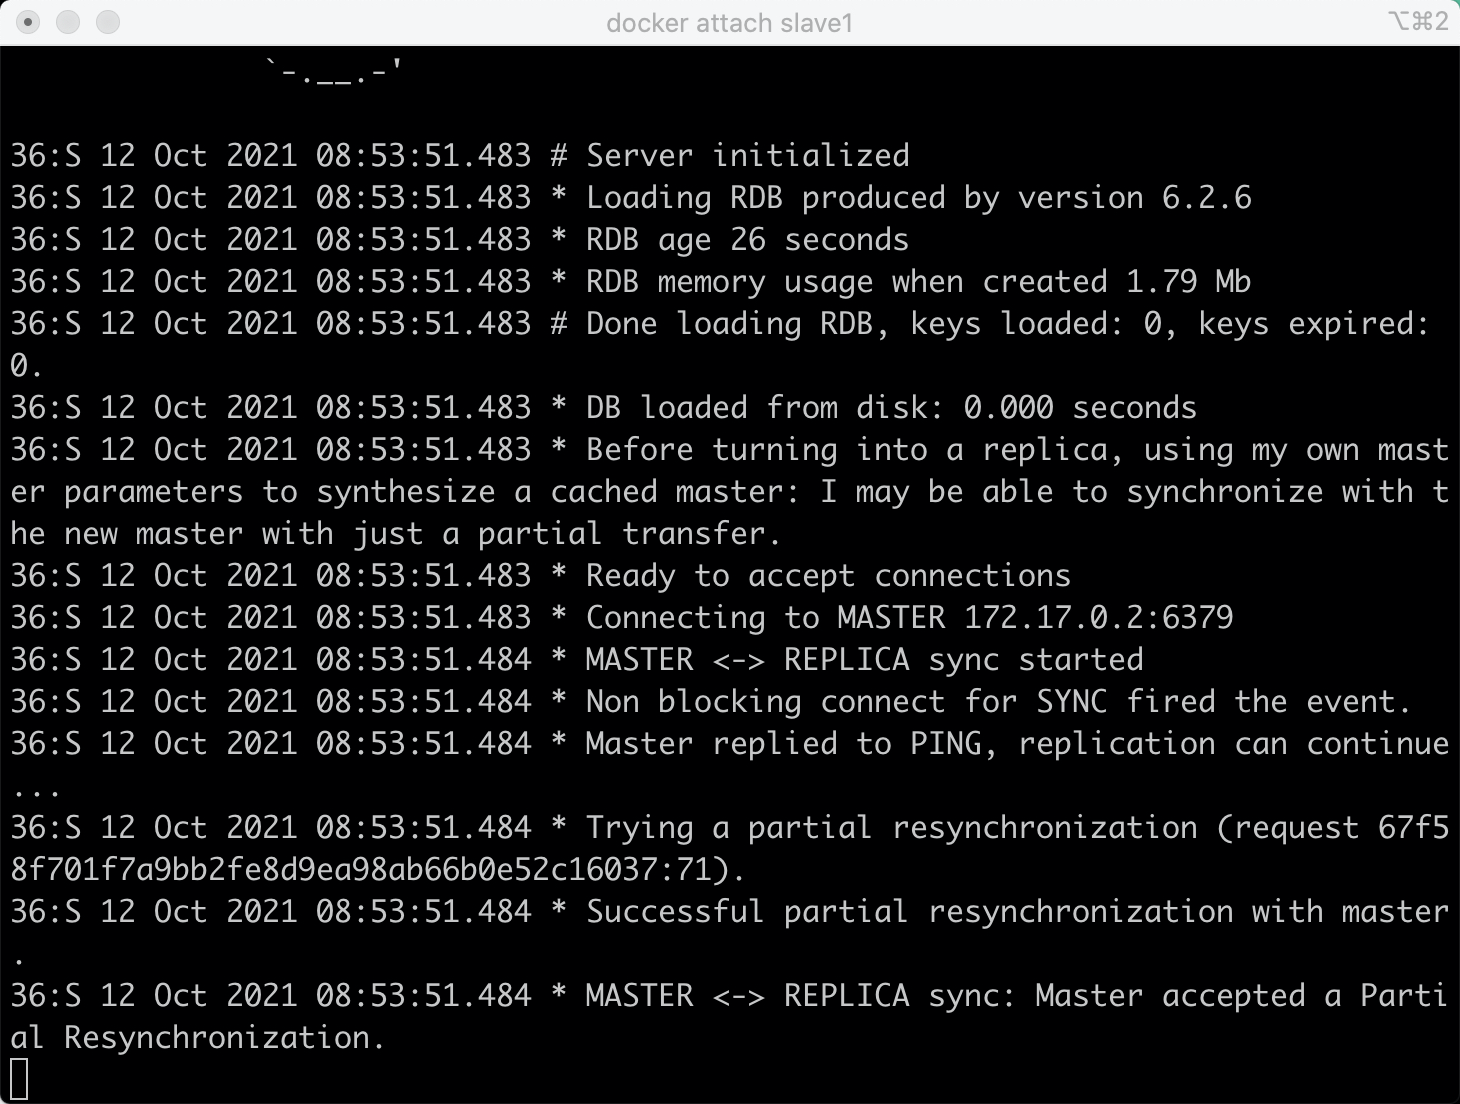 docker attach slave1
⌥⌘2
`-.__.-'
36:S 12 Oct 2021 08:53:51.483 # Server initialized
36:S 12 Oct 2021 08:53:51.483 * Loading RDB produced by version 6.2.6
36:S 12 Oct 2021 08:53:51.483 * RDB age 26 seconds
36:S 12 Oct 2021 08:53:51.483 * RDB memory usage when created 1.79 Mb
36:S 12 Oct 2021 08:53:51.483 # Done loading RDB, keys loaded: 0, keys expired:
0.
36:S 12 Oct 2021 08:53:51.483 * DB loaded from disk: 0.000 seconds
36:S 12 Oct 2021 08:53:51.483 * Before turning into a replica, using my own mast
er parameters to synthesize a cached master: I may be able to synchronize with t
he new master with just a partial transfer.
36:S 12 Oct 2021 08:53:51.483 * Ready to accept connections
36:S 12 Oct 2021 08:53:51.483 * Connecting to MASTER 172.17.0.2:6379
36:S 12 Oct 2021 08:53:51.484 * MASTER <-> REPLICA sync started
36:S 12 Oct 2021 08:53:51.484 * Non blocking connect for SYNC fired the event.
36:S 12 Oct 2021 08:53:51.484 * Master replied to PING, replication can continue
...
36:S 12 Oct 2021 08:53:51.484 * Trying a partial resynchronization (request 67f5
8f701f7a9bb2fe8d9ea98ab66b0e52c16037:71).
36:S 12 Oct 2021 08:53:51.484 * Successful partial resynchronization with master
.
36:S 12 Oct 2021 08:53:51.484 * MASTER <-> REPLICA sync: Master accepted a Parti
al Resynchronization.